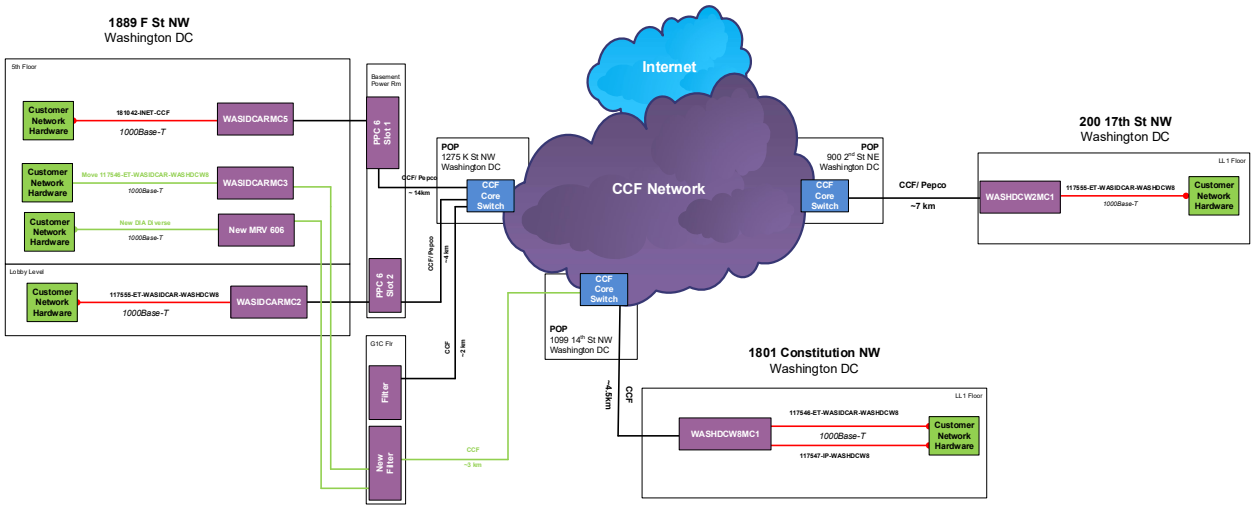 1889 F St NW
Washington DC
5th Floor
Customer
Network
Hardware
181042-INET-CCF
1000Base-T
WASIDCARMC5
Customer
Network
Hardware
Move 117546-ET-WASIDCAR-WASHDCW8
1000Base-T
WASIDCARMC3
Customer
Network
Hardware
New DIA Diverse
1000Base-T
New MRV 606
Lobby Level
Customer
Network
Hardware
117555-ET-WASIDCAR-WASHDCW8
1000Base-T
WASIDCARMC2
Basement
Power Rm
PPC 6
Slot 1
PPC 6
Slot 2
G1C Flr
Filter
New
Filter
CCF/ Pepco
~ 14km
CCF/ Pepco
~4 km
CCF
~2 km
CCF
~3 km
POP
1275 K St NW
Washington DC
CCF
Core
Switch
Internet
CCF Network
POP
900 2nd St NE
Washington DC
CCF
Core
Switch
CCF
Core
Switch
POP
1099 14th St NW
Washington DC
CCF/ Pepco
~7 km
200 17th St NW
Washington DC
LL1 Floor
WASHDCW2MC1
117555-ET-WASIDCAR-WASHDCW8
1000Base-T
Customer
Network
Hardware
CCF
~4.5km
1801 Constitution NW
Washington DC
LL1 Floor
WASHDCW8MC1
117546-ET-WASIDCAR-WASHDCW8
1000Base-T
117547-IP-WASHDCW8
Customer
Network
Hardware